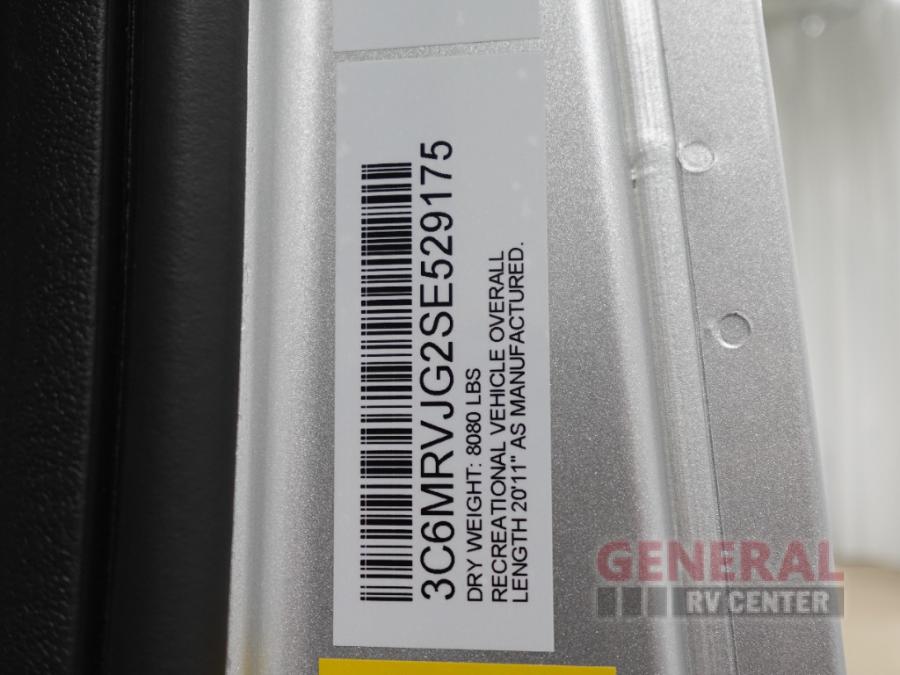 3C6MRVJG2SE529175
DRY WEIGHT: 8080 LBS
RECREATIONAL VEHICLE OVERALL
LENGTH 20'11" AS MANUFACTURED.
GENERAL
RV CENTER